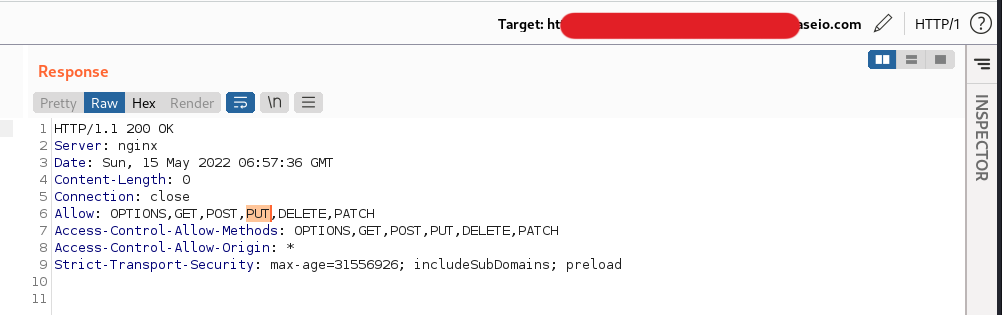 Target: ht aseio.com HTTP/1 ?
Response
Pretty Raw Hex Render \n
INSPECTOR
1 HTTP/1.1 200 OK
2 Server: nginx
3 Date: Sun, 15 May 2022 06:57:36 GMT
4 Content-Length: 0
5 Connection: close
6 Allow: OPTIONS,GET,POST,PUT,DELETE,PATCH
7 Access-Control-Allow-Methods: OPTIONS,GET,POST,PUT,DELETE,PATCH
8 Access-Control-Allow-Origin: *
9 Strict-Transport-Security: max-age=31556926; includeSubDomains; preload
10
11